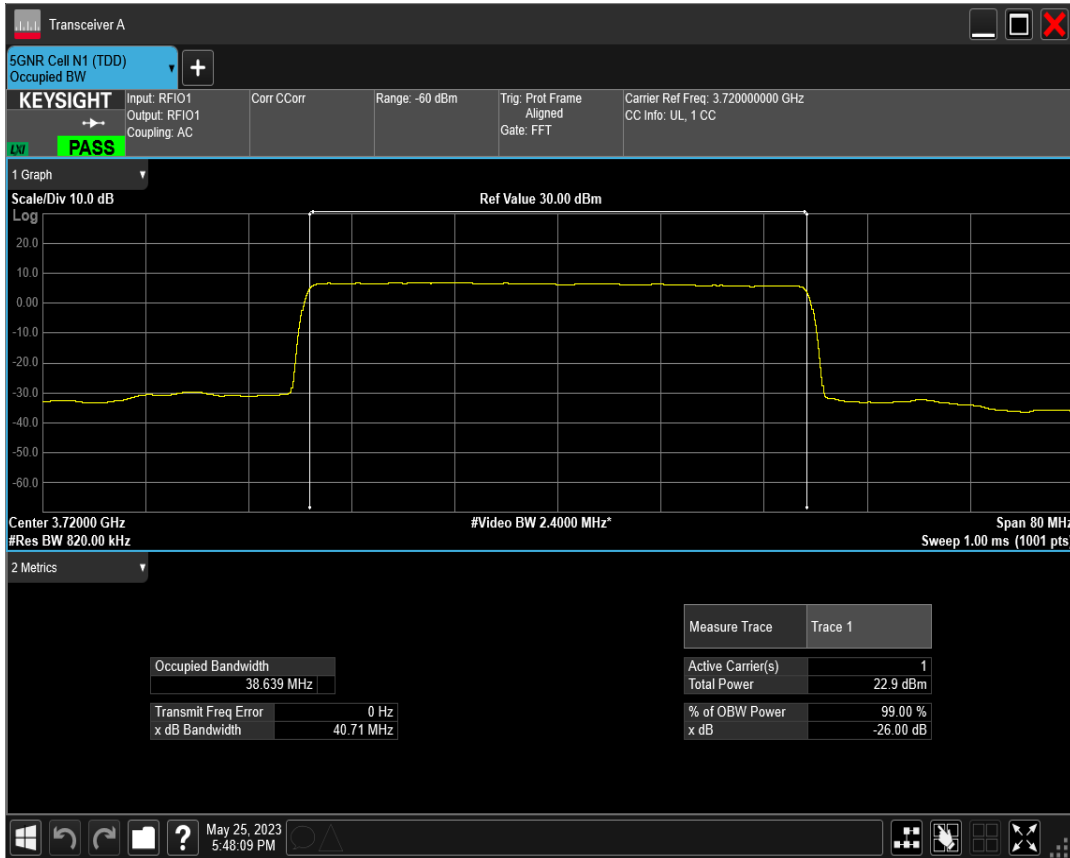 Transceiver A
5GNR Cell N1 (TDD)
Occupied BW
+
KEYSIGHT
LXI
PASS
Input: RFIO1
Output: RFIO1
Coupling: AC
Corr CCorr
Range: -60 dBm
Trig: Prot Frame
Aligned
Gate: FFT
Carrier Ref Freq: 3.720000000 GHz
CC Info: UL, 1 CC
1 Graph
Scale/Div 10.0 dB
Ref Value 30.00 dBm
Log
20.0
10.0
0.00
-10.0
-20.0
-30.0
-40.0
-50.0
-60.0
Center 3.72000 GHz
#Video BW 2.4000 MHz*
Span 80 MHz
#Res BW 820.00 kHz
Sweep 1.00 ms (1001 pts)
2 Metrics
Measure Trace Trace 1
Occupied Bandwidth
38.639 MHz
Active Carrier(s) 1
Total Power 22.9 dBm
Transmit Freq Error 0 Hz
x dB Bandwidth 40.71 MHz
% of OBW Power 99.00 %
x dB -26.00 dB
?
May 25, 2023
5:48:09 PM